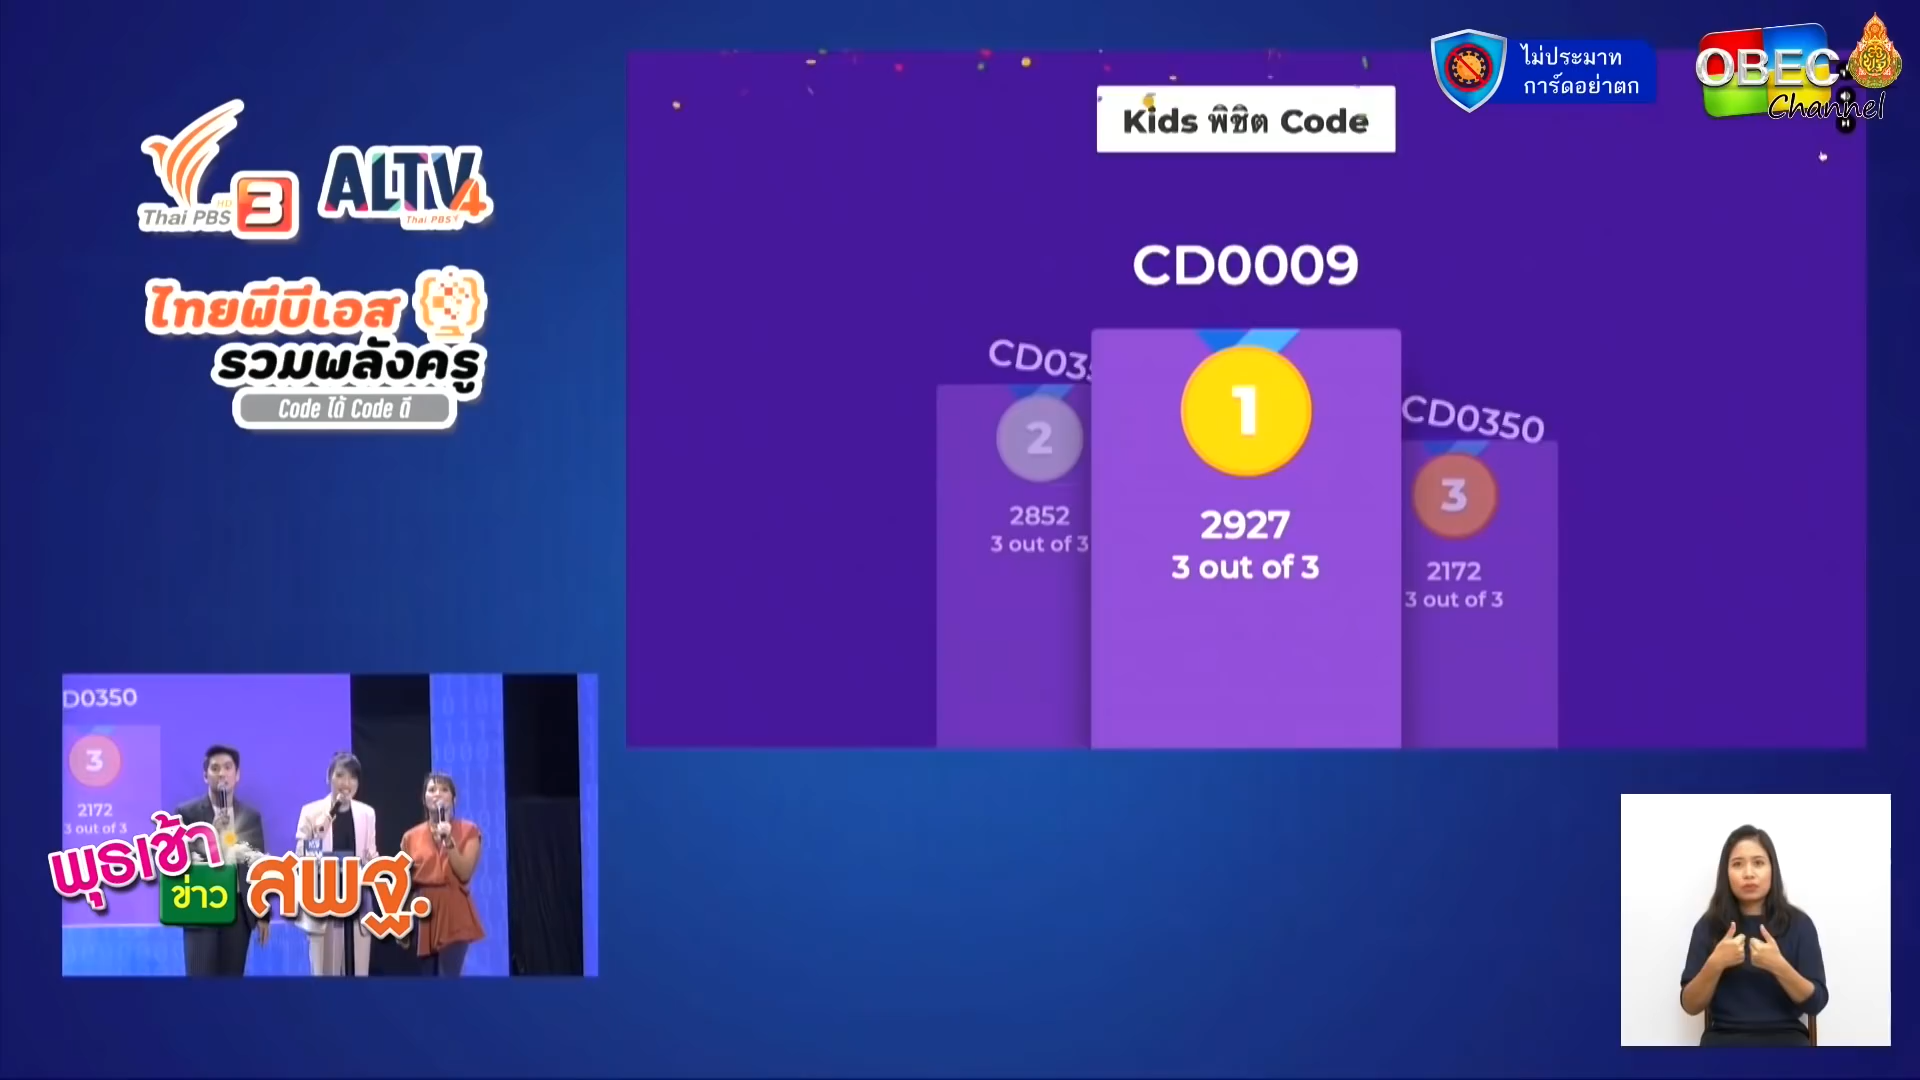 ไม่ประมาท
การ์ดอย่าตก
OBEC
Channel
Thai PBS
HD
3
ALTV
4
Thai PBS
ไทยพีบีเอส
รวมพลังครู
Code ได้ Code ดี
Kids พิชิต Code
CD0009
1
2927
3 out of 3
2
2852
3 out of 3
CD0350
3
2172
3 out of 3
D0350
3
2172
3 out of 3
พุธเช้า
ข่าว
สพฐ.